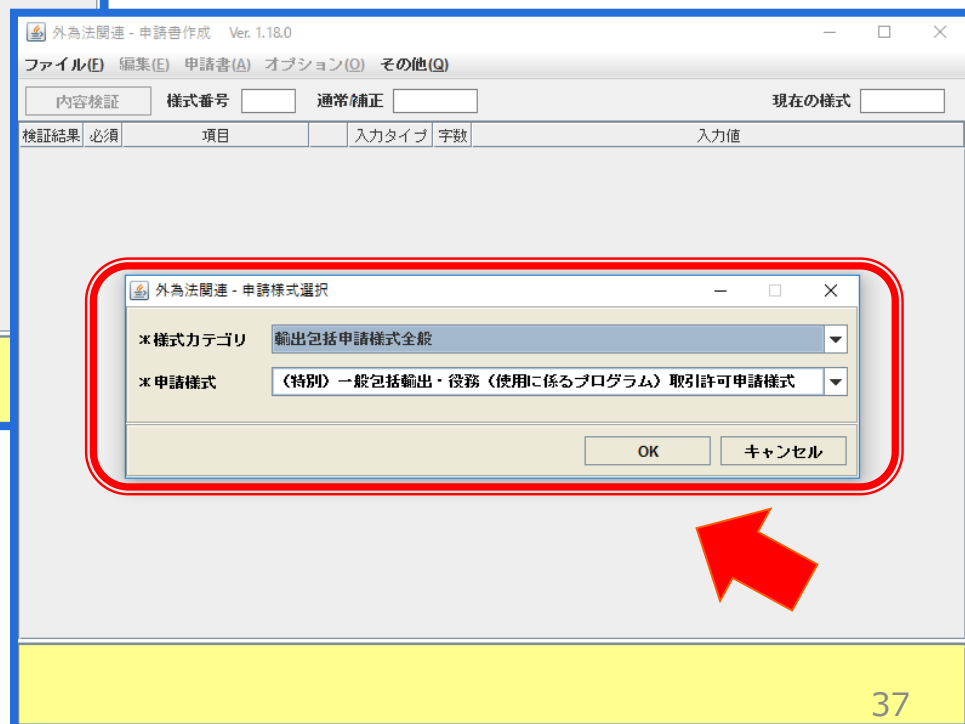 外為法関連 - 申請書作成 Ver. 1.18.0
ファイル(F) 編集(E) 申請書(A) オプション(O) その他(Q)
内容検証 様式番号 通常/補正 現在の様式
検証結果 必須 項目 入力タイプ 字数 入力値
外為法関連 - 申請様式選択
*様式カテゴリ 輸出包括申請様式全般
*申請様式 (特別)一般包括輸出・役務(使用に係るプログラム)取引許可申請様式
OK キャンセル
37